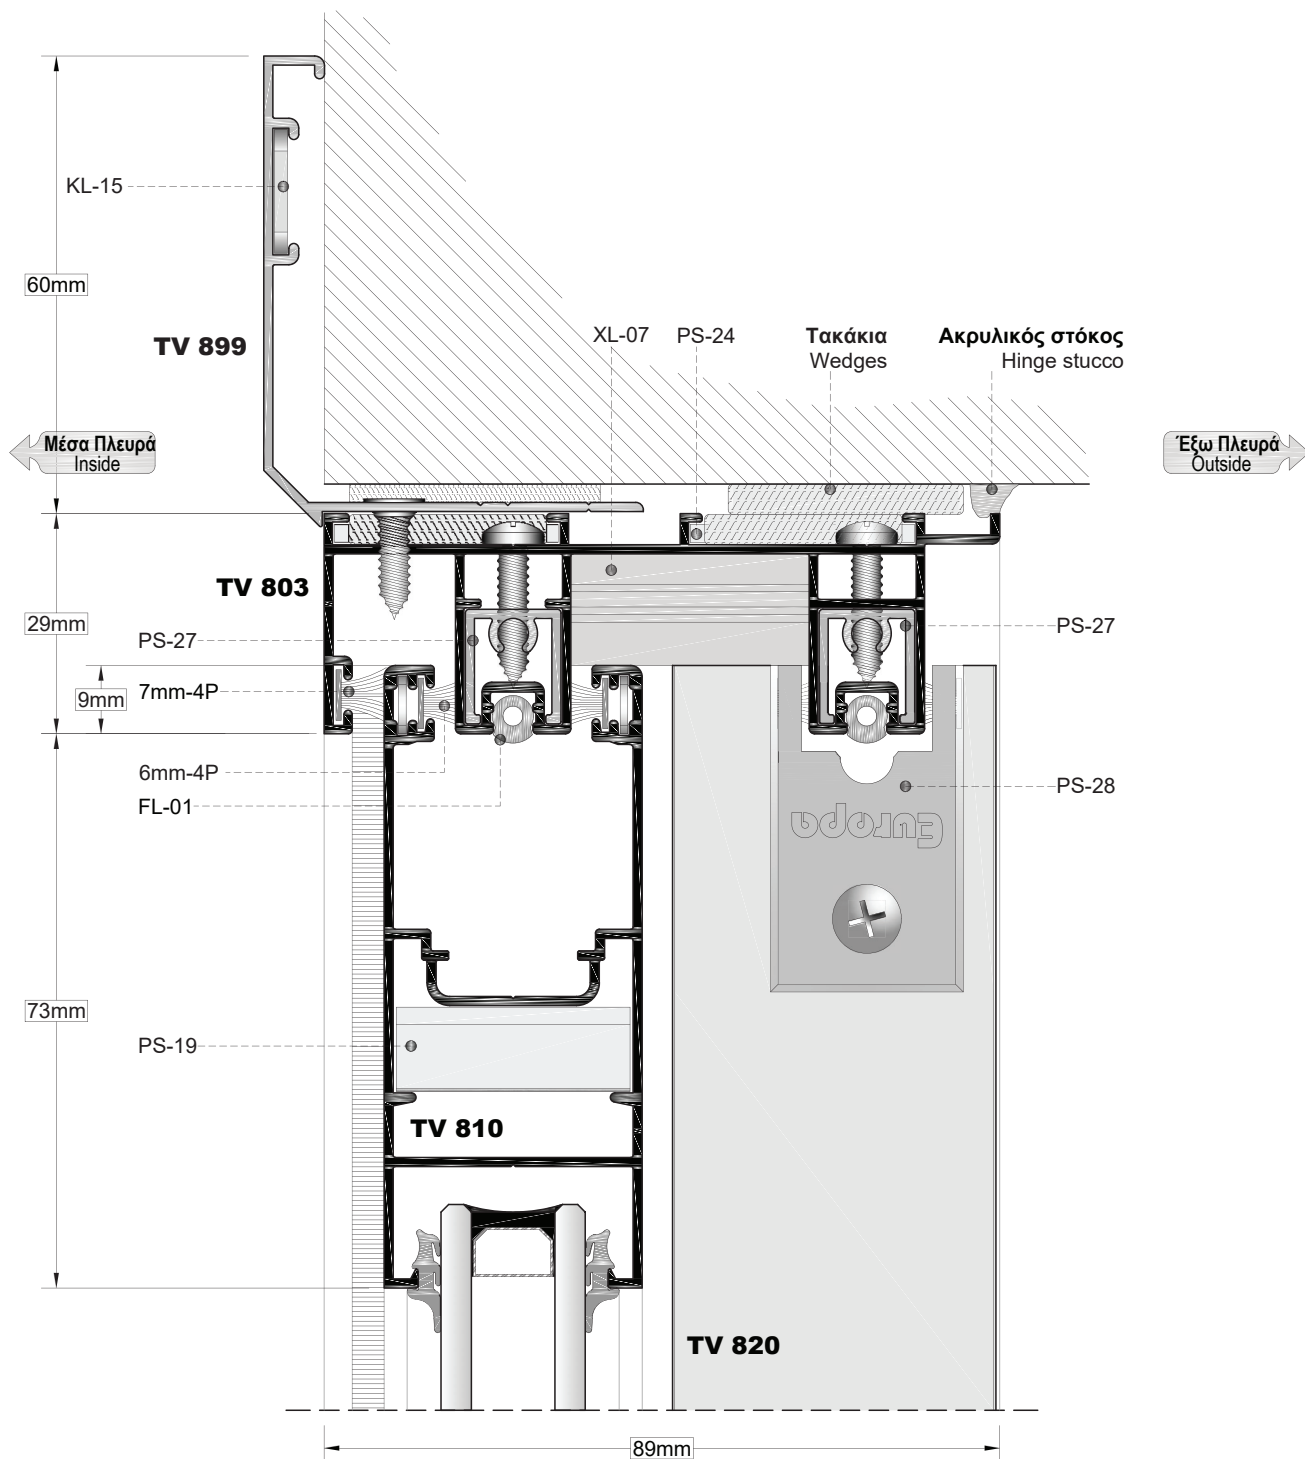 KL-15
60mm
TV 899
XL-07
PS-24
Τακάκια
Wedges
Ακρυλικός στόκος
Hinge stucco
Μέσα Πλευρά
Inside
Έξω Πλευρά
Outside
TV 803
29mm
PS-27
PS-27
9mm
7mm-4P
6mm-4P
FL-01
PS-28
Europa
73mm
PS-19
TV 810
TV 820
89mm